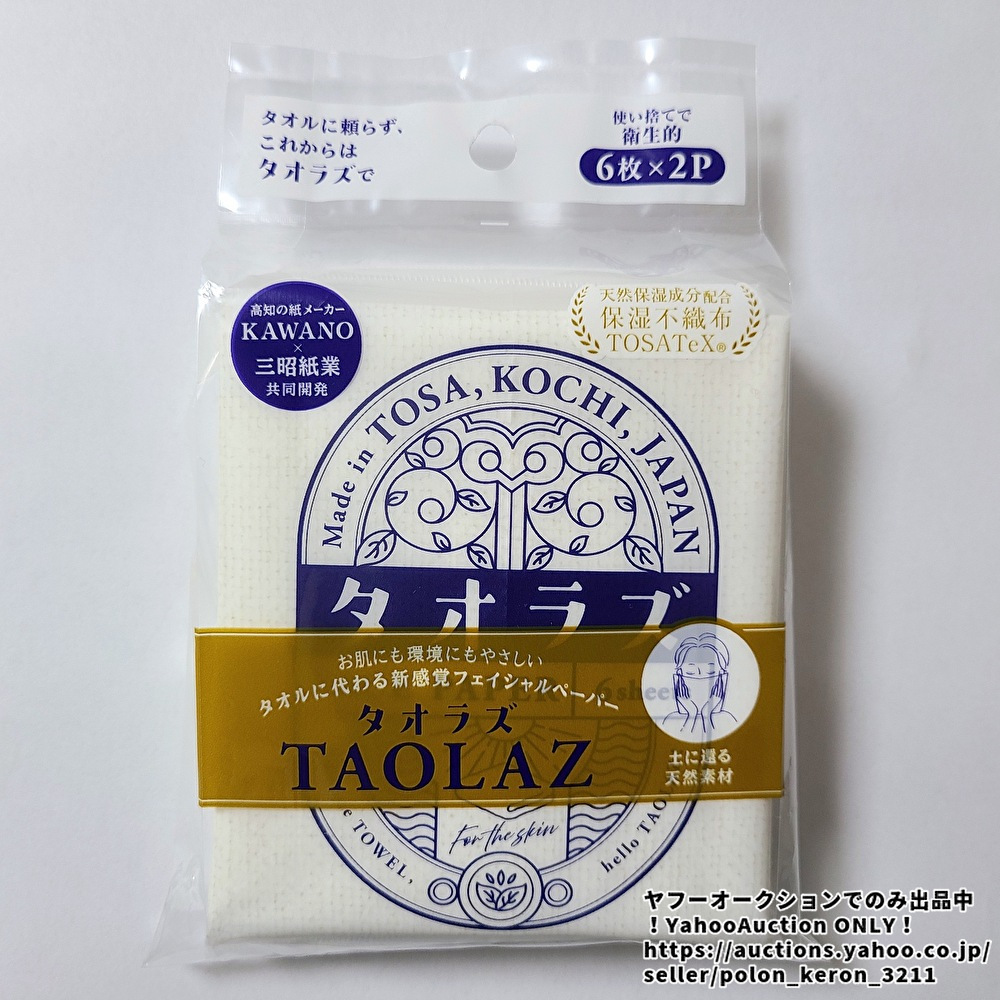 タオルに頼らず、
これからは
タオラズで
使い捨てで
衛生的
6枚×2P
高知の紙メーカー
KAWANO
×
三昭紙業
共同開発
天然保湿成分配合
保湿不織布
TOSATeX®
Made in TOSA, KOCHI, JAPAN
タオラズ
PAPER 6 shee
お肌にも環境にもやさしい
タオルに代わる新感覚フェイシャルペーパー
タオラズ
TAOLAZ
土に還る
天然素材
TOWEL,
For the skin
hello TAO
ヤフーオークションでのみ出品中
！YahooAuction ONLY！
https://auctions.yahoo.co.jp/
seller/polon_keron_3211